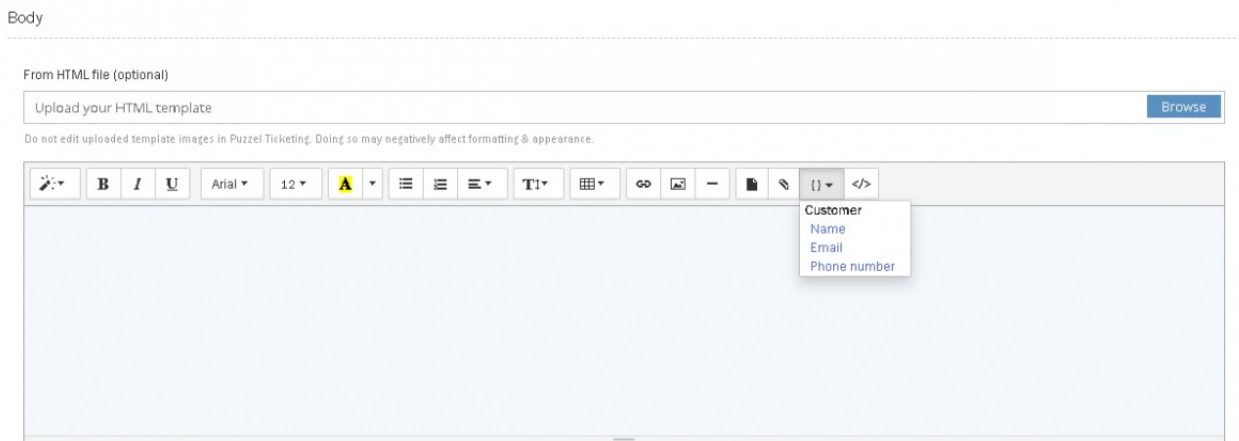 Body
From HTML file (optional)
Upload your HTML template Browse
Do not edit uploaded template images in Puzzel Ticketing. Doing so may negatively affect formatting & appearance.
B I U Arial 12 A T {} </>
Customer
Name
Email
Phone number